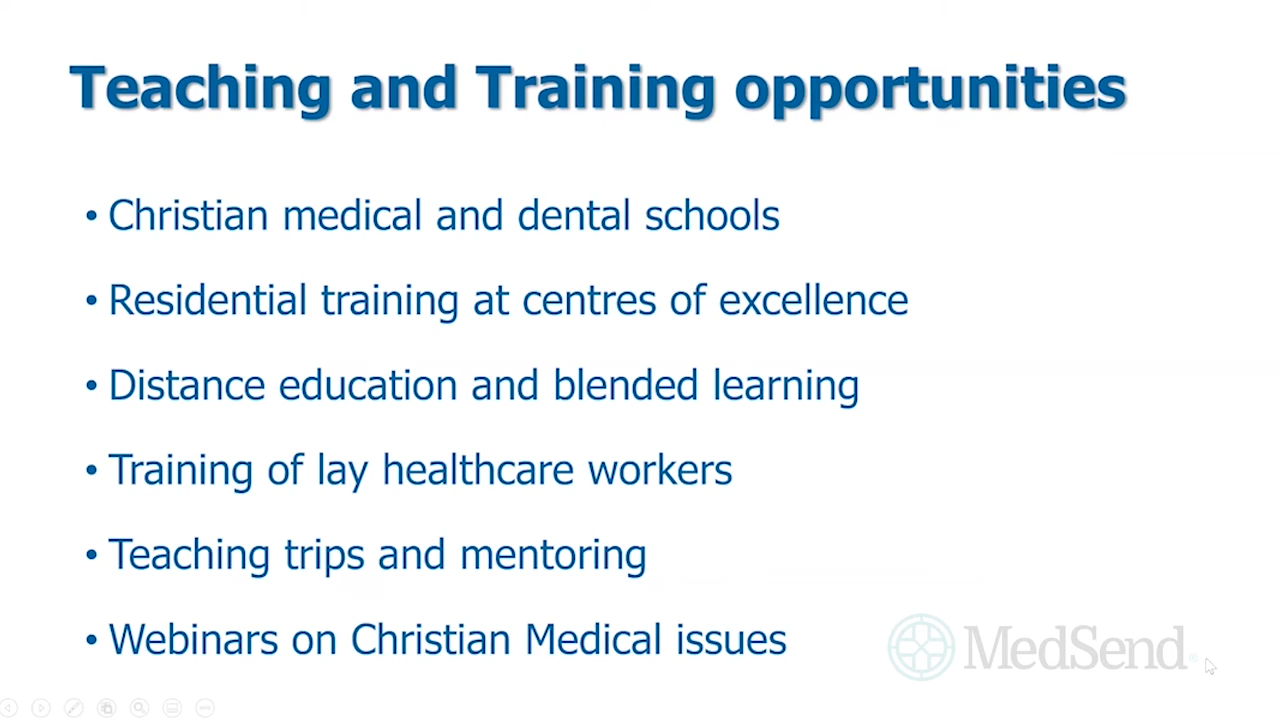 Teaching and Training opportunities
• Christian medical and dental schools
• Residential training at centres of excellence
• Distance education and blended learning
• Training of lay healthcare workers
• Teaching trips and mentoring
• Webinars on Christian Medical issues
MedSend®